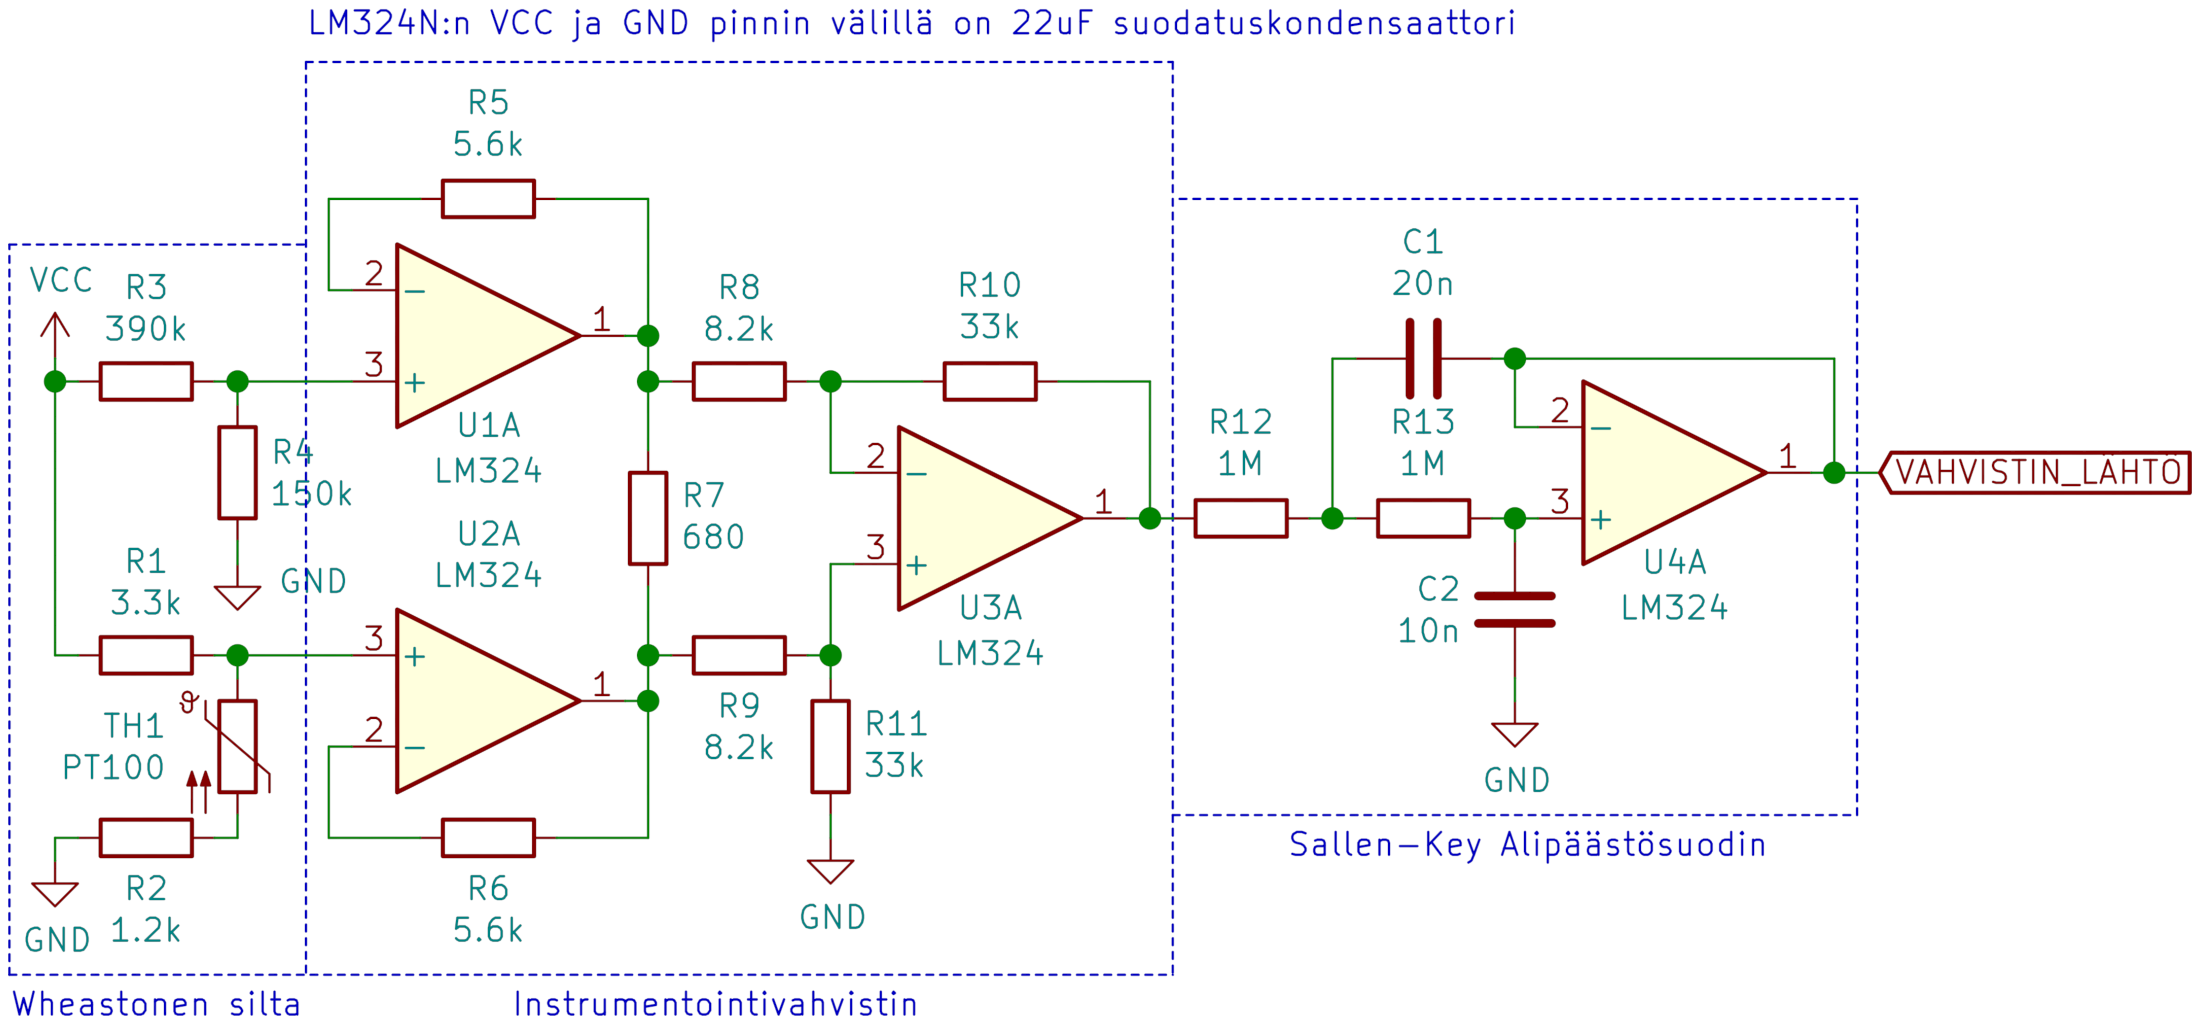 LM324N:n VCC ja GND pinnin välillä on 22uF suodatuskondensaattori
R5
5.6k
VCC
R3
390k
2
3
1
U1A
LM324
R4
150k
GND
R8
8.2k
R10
33k
R7
680
2
3
1
U3A
LM324
R1
3.3k
U2A
LM324
3
2
1
TH1
PT100
R2
1.2k
GND
R6
5.6k
R9
8.2k
R11
33k
GND
C1
20n
R12
1M
R13
1M
2
3
1
U4A
LM324
C2
10n
GND
VAHVISTIN_LÄHTÖ
Sallen-Key Alipäästösuodin
Wheastonen silta
Instrumentointivahvistin